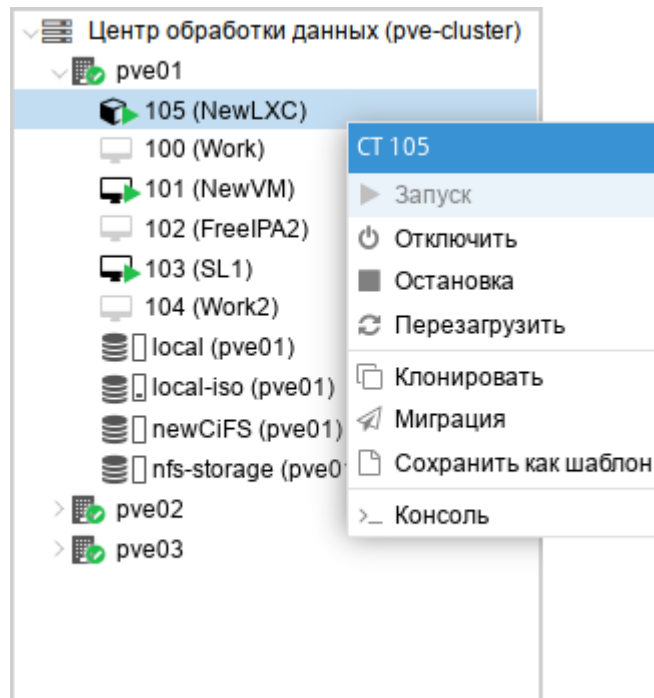 Центр обработки данных (pve-cluster)
pve01
105 (NewLXC)
100 (Work)
101 (NewVM)
102 (FreeIPA2)
103 (SL1)
104 (Work2)
local (pve01)
local-iso (pve01)
newCiFS (pve01)
nfs-storage (pve0
pve02
pve03
CT 105
Запуск
Отключить
Остановка
Перезагрузить
Клонировать
Миграция
Сохранить как шаблон
Консоль